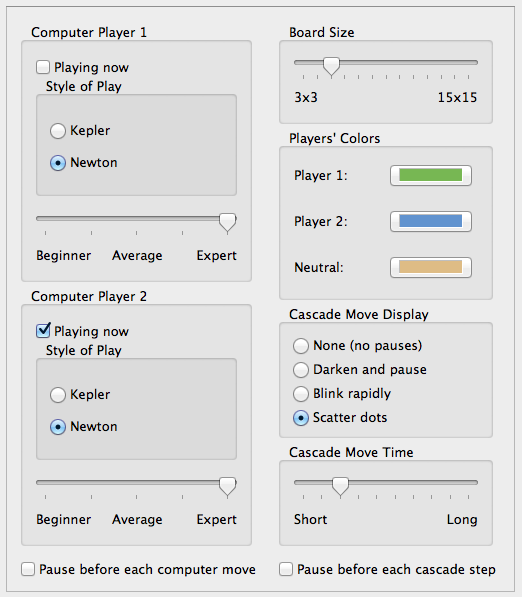 Computer Player 1
Playing now
Style of Play
Kepler
Newton
Beginner Average Expert
Computer Player 2
Playing now
Style of Play
Kepler
Newton
Beginner Average Expert
Pause before each computer move
Board Size
3x3 15x15
Players' Colors
Player 1:
Player 2:
Neutral:
Cascade Move Display
None (no pauses)
Darken and pause
Blink rapidly
Scatter dots
Cascade Move Time
Short Long
Pause before each cascade step